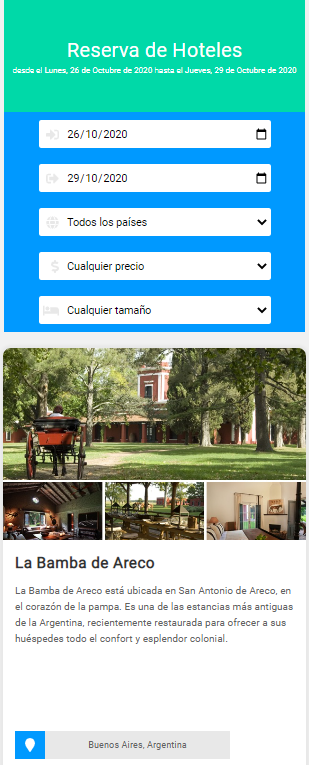 Reserva de Hoteles
desde el Lunes, 26 de Octubre de 2020 hasta el Jueves, 29 de Octubre de 2020
26/10/2020
29/10/2020
Todos los países
Cualquier precio
Cualquier tamaño
La Bamba de Areco
La Bamba de Areco está ubicada en San Antonio de Areco, en
el corazón de la pampa. Es una de las estancias más antiguas
de la Argentina, recientemente restaurada para ofrecer a sus
huéspedes todo el confort y esplendor colonial.
Buenos Aires, Argentina